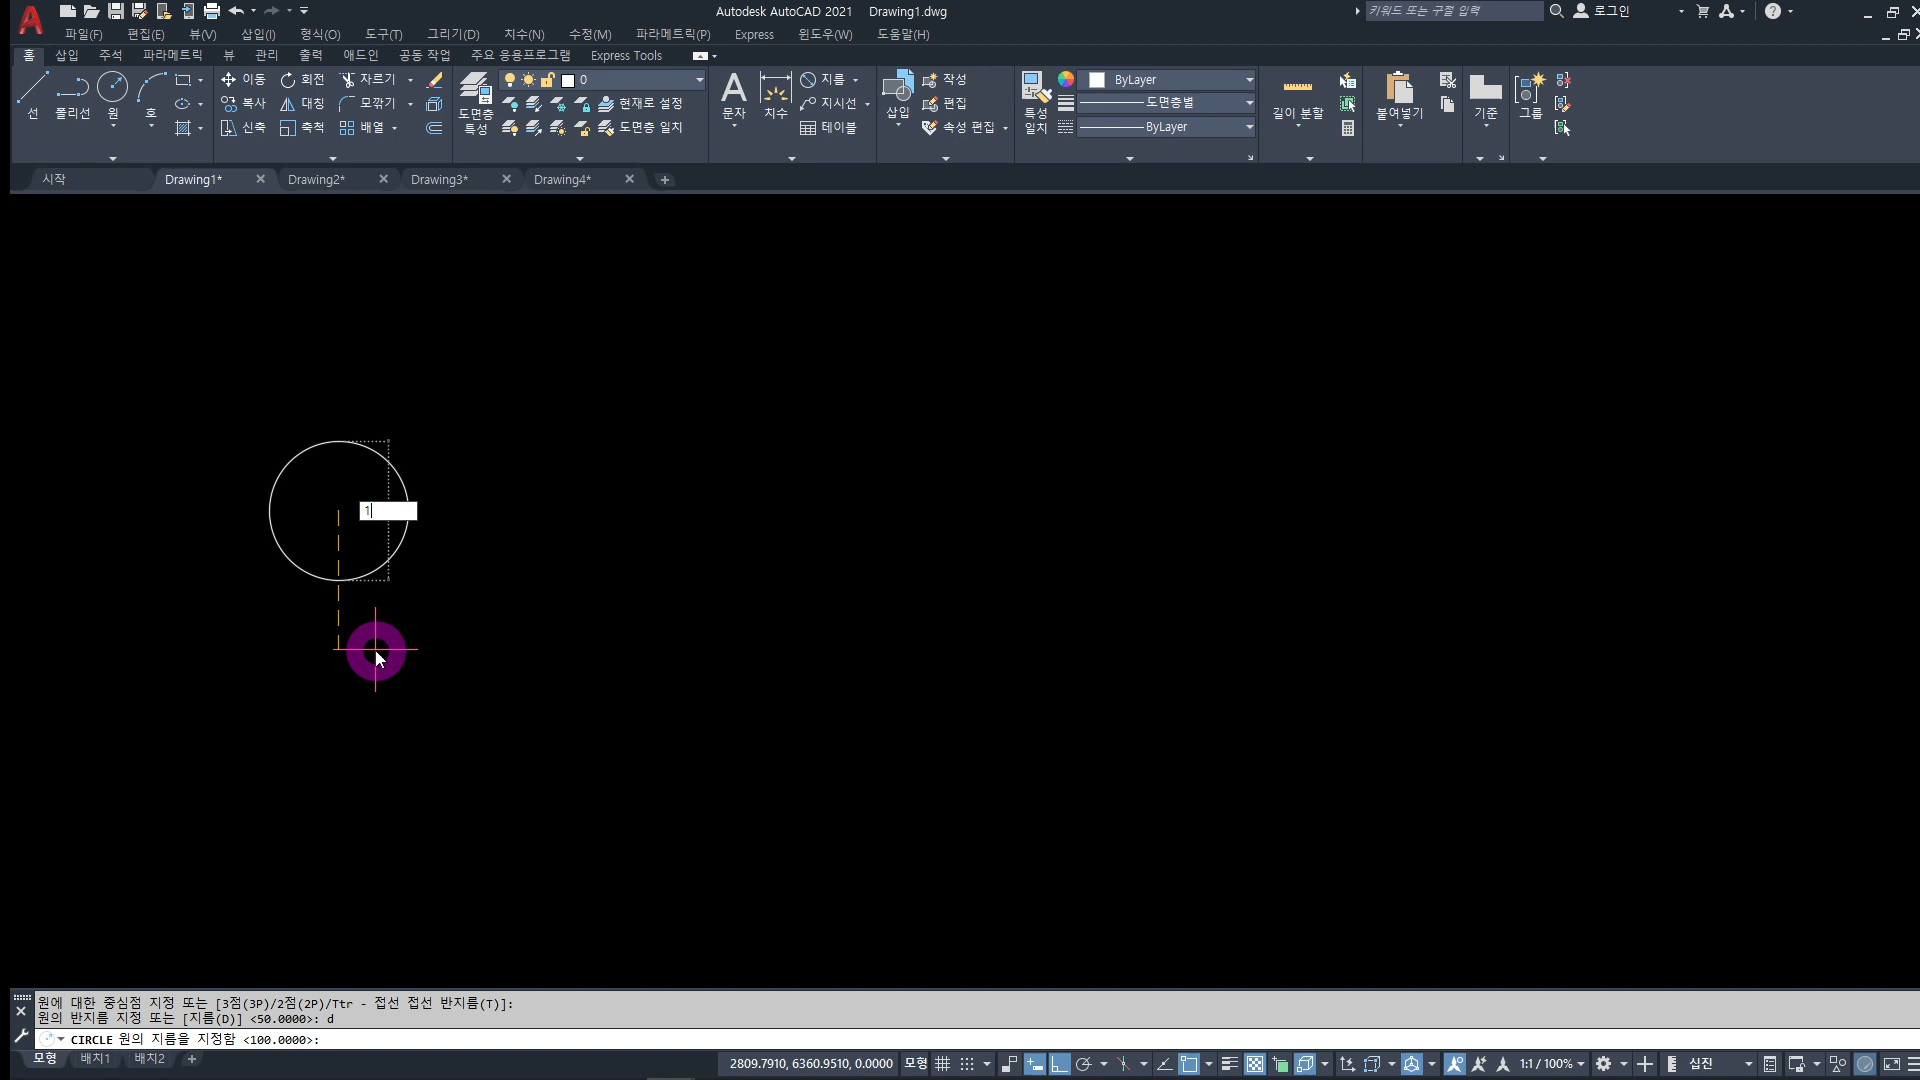 Autodesk AutoCAD 2021 Drawing1.dwg 키워드 또는 구절 입력 로그인
파일(F) 편집(E) 뷰(V) 삽입(I) 형식(O) 도구(T) 그리기(D) 치수(N) 수정(M) 파라메트릭(P) Express 윈도우(W) 도움말(H)
홈 삽입 주석 파라메트릭 뷰 관리 출력 애드인 공동 작업 주요 응용프로그램 Express Tools
이동 회전 자르기 0 지름 작성 ByLayer
복사 대칭 모깎기 현재로 설정 지시선 편집 도면층별
선 폴리선 원 호 도면층 특성 문자 치수 삽입 특성 일치 길이 분할 붙여넣기 기준 그룹
신축 축척 배열 도면층 일치 테이블 속성 편집 ByLayer
시작 Drawing1* Drawing2* Drawing3* Drawing4*
1
원에 대한 중심점 지정 또는 [3점(3P)/2점(2P)/Ttr - 접선 접선 반지름(T)]:
원의 반지름 지정 또는 [지름(D)] <50.0000>: d
CIRCLE 원의 지름을 지정함 <100.0000>:
모형 배치1 배치2 2809.7910, 6360.9510, 0.0000 모형 1:1 / 100% 십진